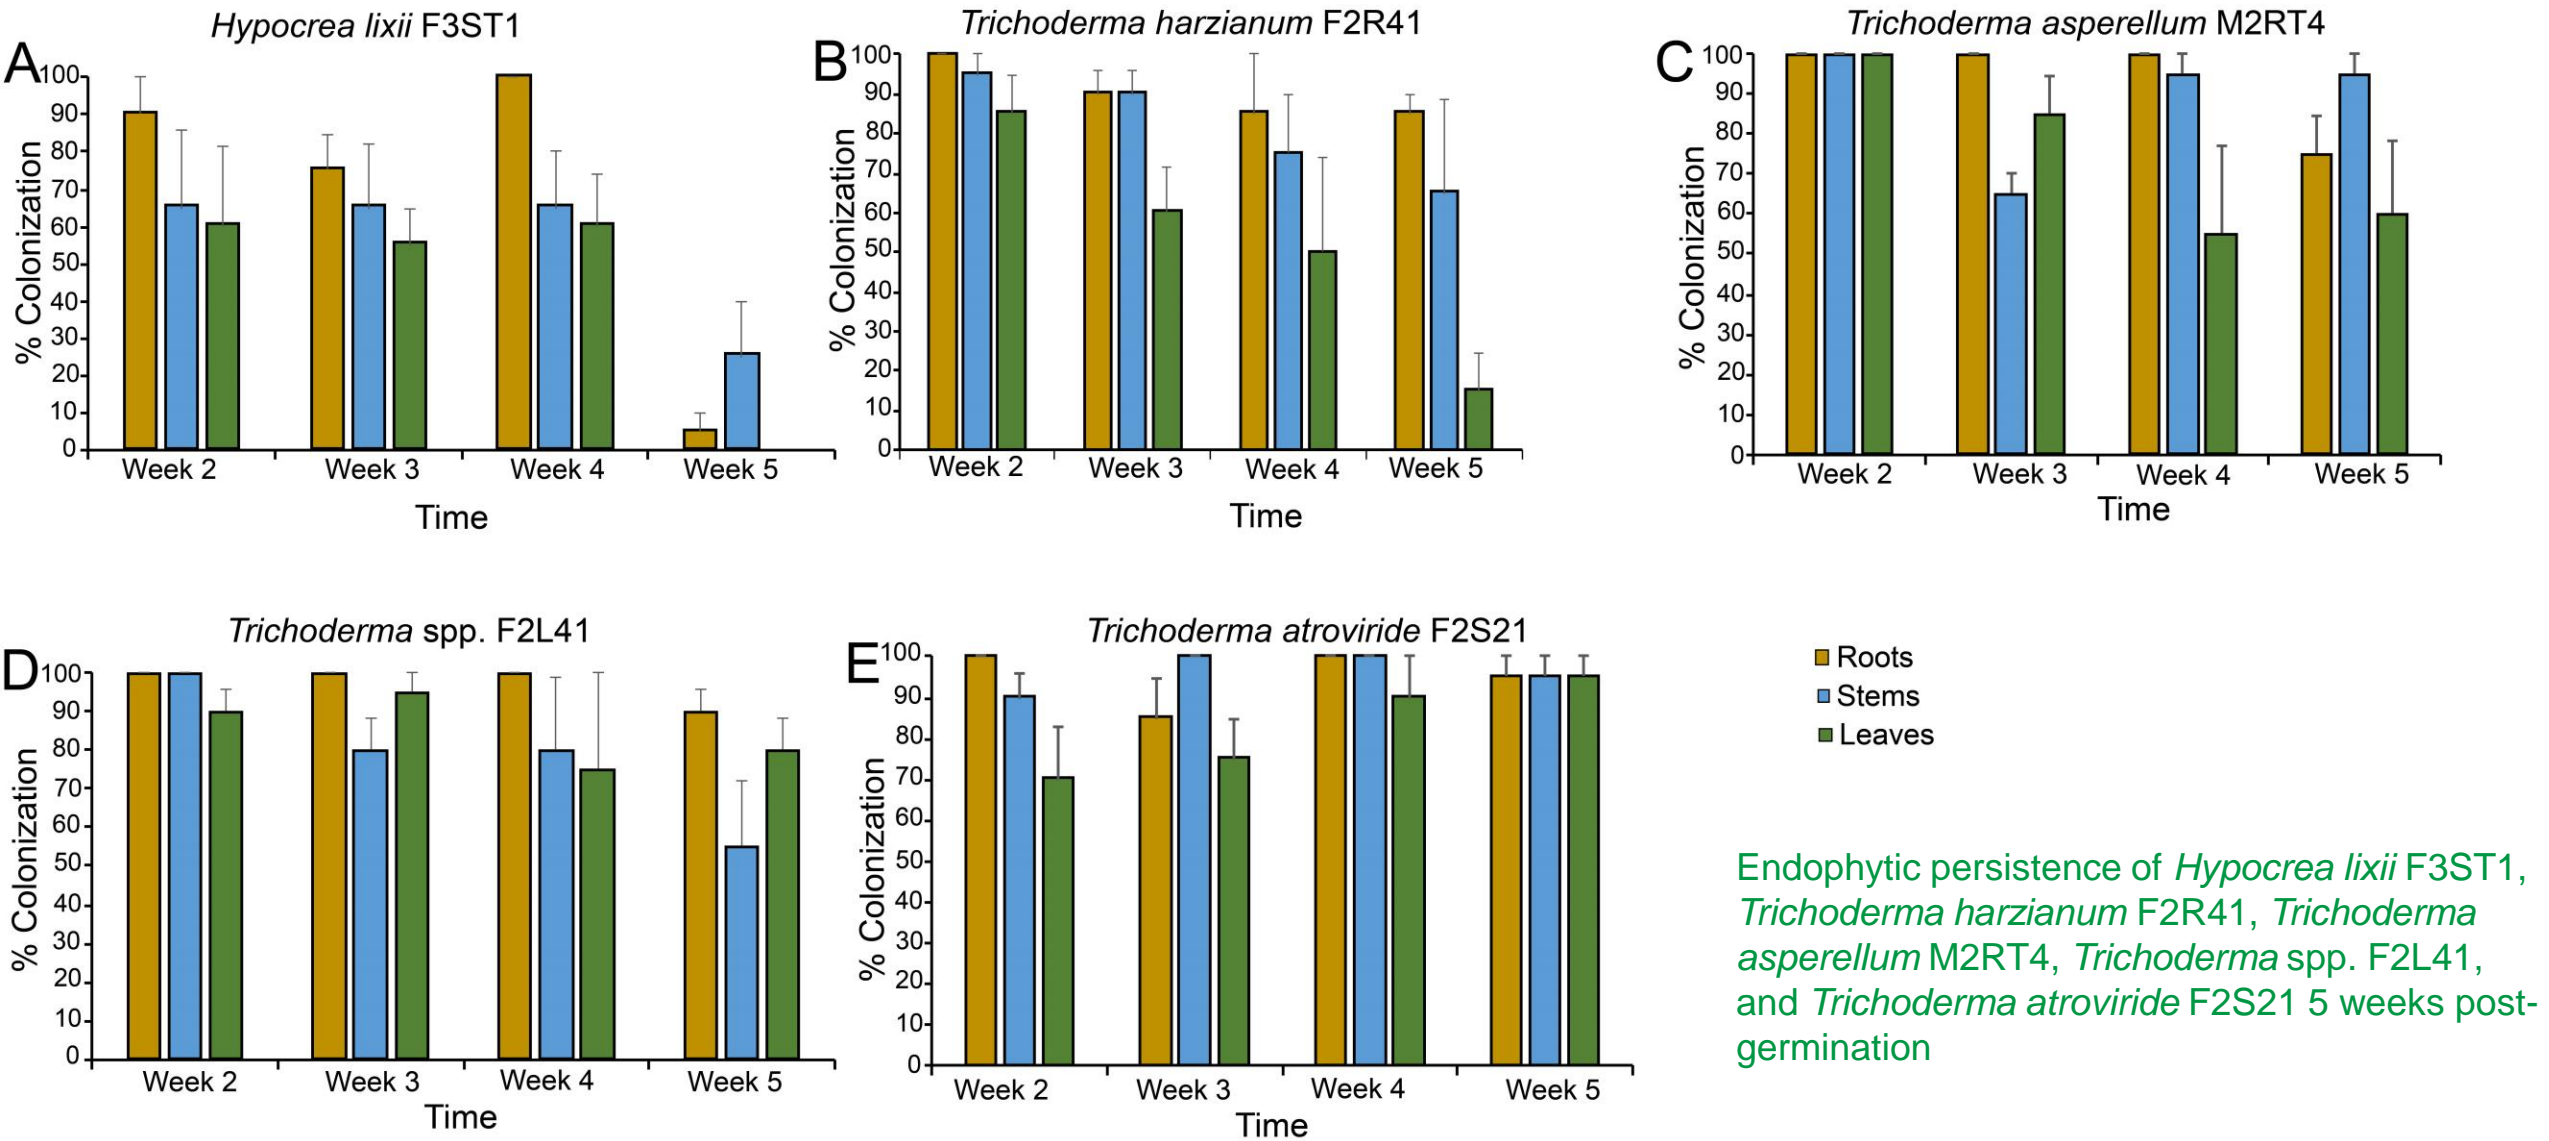 Hypocrea lixii F3ST1
A
100
90
80
70
60
50
40
30
20
10
0
% Colonization
Week 2
Week 3
Week 4
Week 5
Time
Trichoderma harzianum F2R41
B
100
90
80
70
60
50
40
30
20
10
0
% Colonization
Week 2
Week 3
Week 4
Week 5
Time
Trichoderma asperellum M2RT4
C
100
90
80
70
60
50
40
30
20
10
0
% Colonization
Week 2
Week 3
Week 4
Week 5
Time
Trichoderma spp. F2L41
D
100
90
80
70
60
50
40
30
20
10
0
% Colonization
Week 2
Week 3
Week 4
Week 5
Time
Trichoderma atroviride F2S21
E
100
90
80
70
60
50
40
30
20
10
0
% Colonization
Week 2
Week 3
Week 4
Week 5
Time
Roots
Stems
Leaves
Endophytic persistence of Hypocrea lixii F3ST1,
Trichoderma harzianum F2R41, Trichoderma
asperellum M2RT4, Trichoderma spp. F2L41,
and Trichoderma atroviride F2S21 5 weeks post-
germination